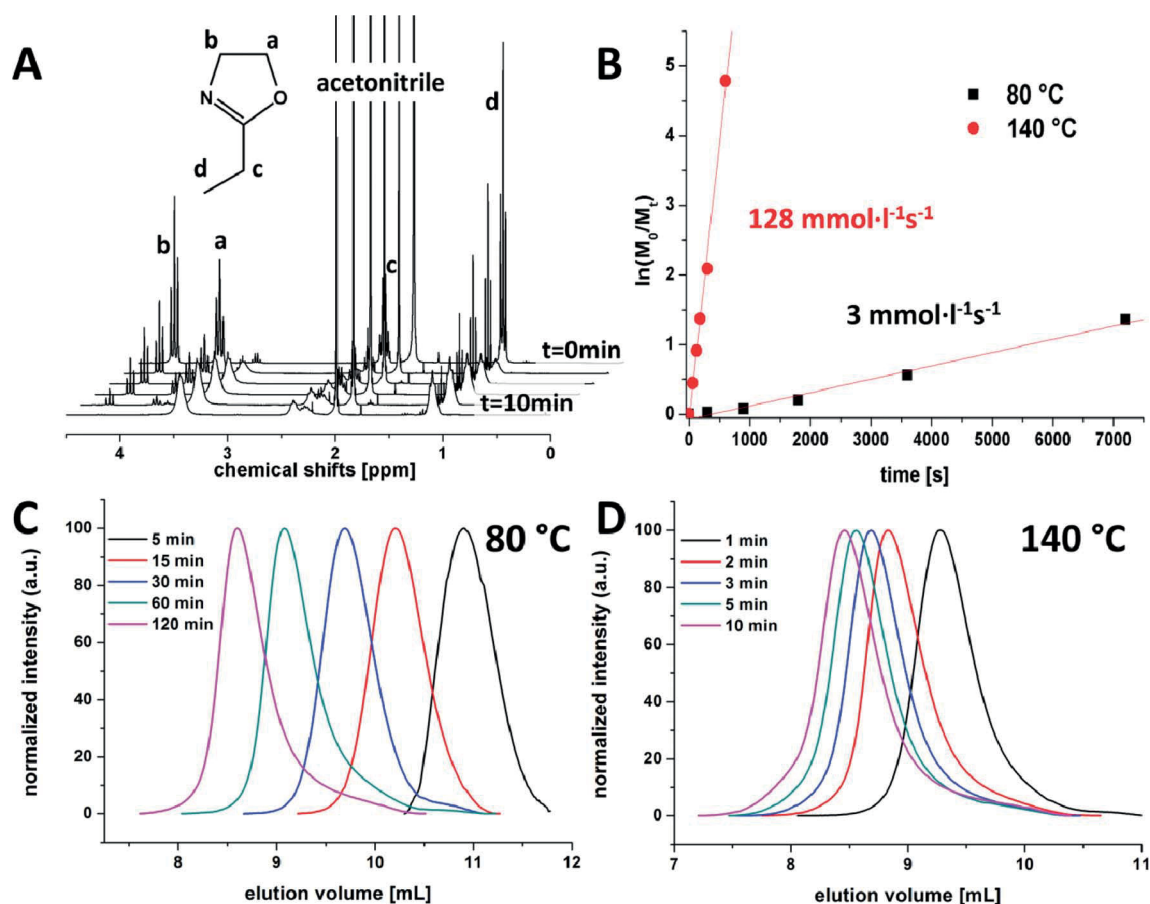 A
b
a
N
O
d
c
acetonitrile
d
b
a
c
t=0min
t=10min
4
3
2
1
0
chemical shifts [ppm]
B
80 °C
140 °C
128 mmol·l⁻¹s⁻¹
3 mmol·l⁻¹s⁻¹
ln(M₀/Mₜ)
5
4
3
2
1
0
0
1000
2000
3000
4000
5000
6000
7000
time [s]
C
80 °C
5 min
15 min
30 min
60 min
120 min
normalized intensity (a.u.)
100
80
60
40
20
0
8
9
10
11
12
elution volume [mL]
D
140 °C
1 min
2 min
3 min
5 min
10 min
normalized intensity (a.u.)
100
80
60
40
20
0
7
8
9
10
11
elution volume [mL]